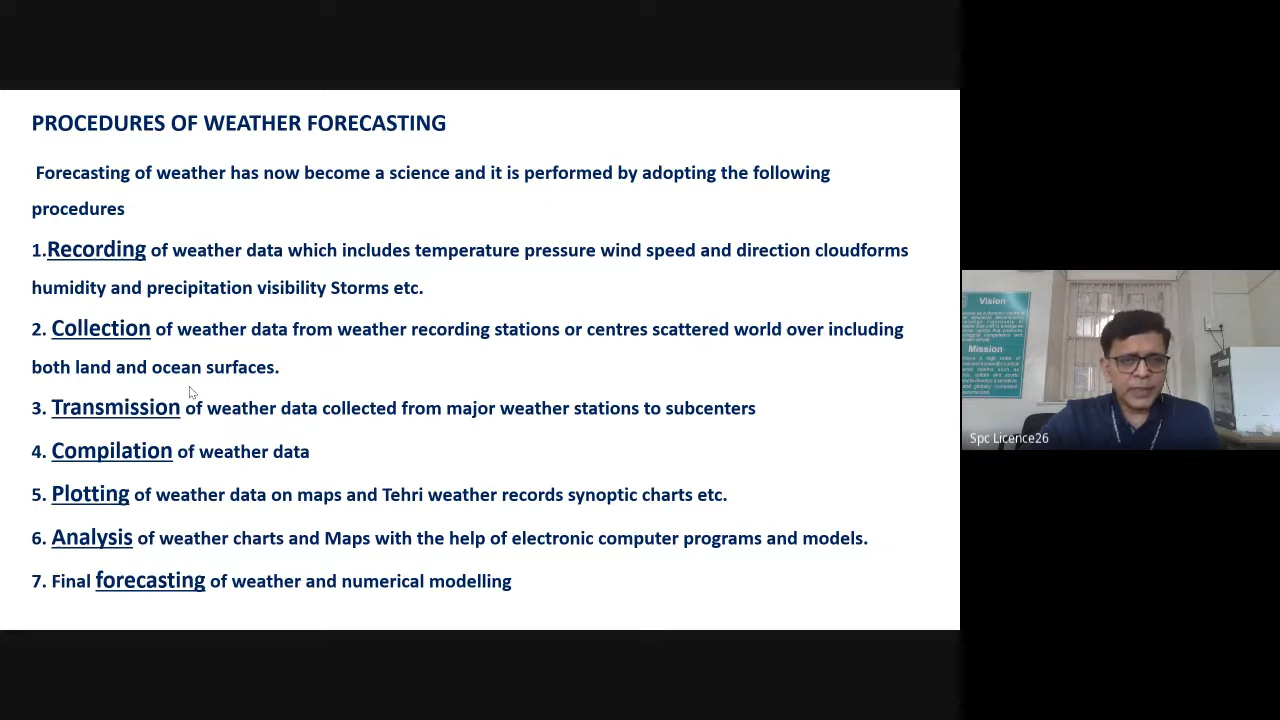 PROCEDURES OF WEATHER FORECASTING
Forecasting of weather has now become a science and it is performed by adopting the following
procedures
1.Recording of weather data which includes temperature pressure wind speed and direction cloudforms
humidity and precipitation visibility Storms etc.
2. Collection of weather data from weather recording stations or centres scattered world over including
both land and ocean surfaces.
3. Transmission of weather data collected from major weather stations to subcenters
4. Compilation of weather data
5. Plotting of weather data on maps and Tehri weather records synoptic charts etc.
6. Analysis of weather charts and Maps with the help of electronic computer programs and models.
7. Final forecasting of weather and numerical modelling
Vision
Mission
Spc Licence26